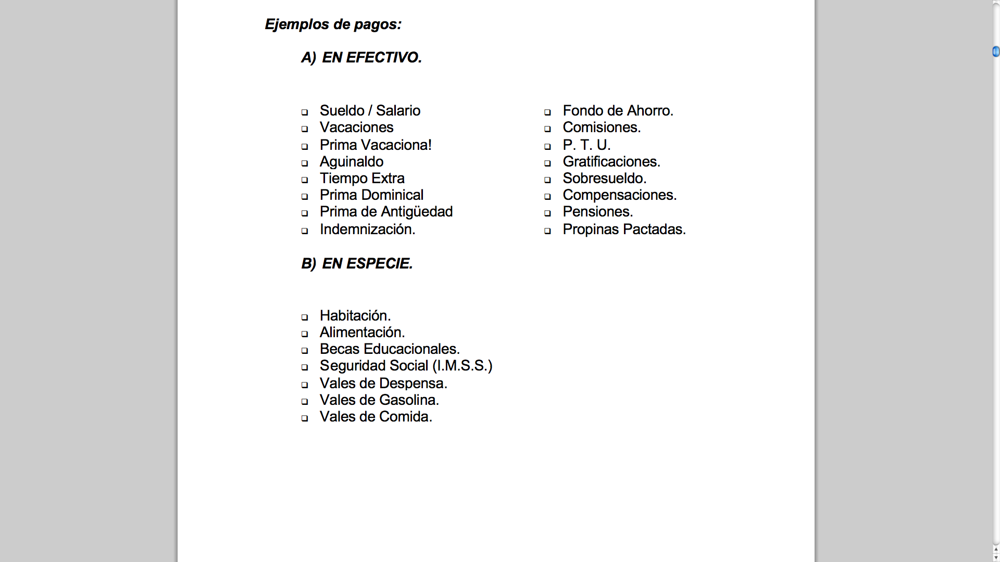 Ejemplos de pagos:
A) EN EFECTIVO.
❑ Sueldo / Salario
❑ Vacaciones
❑ Prima Vacaciona!
❑ Aguinaldo
❑ Tiempo Extra
❑ Prima Dominical
❑ Prima de Antigüedad
❑ Indemnización.
❑ Fondo de Ahorro.
❑ Comisiones.
❑ P. T. U.
❑ Gratificaciones.
❑ Sobresueldo.
❑ Compensaciones.
❑ Pensiones.
❑ Propinas Pactadas.
B) EN ESPECIE.
❑ Habitación.
❑ Alimentación.
❑ Becas Educacionales.
❑ Seguridad Social (I.M.S.S.)
❑ Vales de Despensa.
❑ Vales de Gasolina.
❑ Vales de Comida.